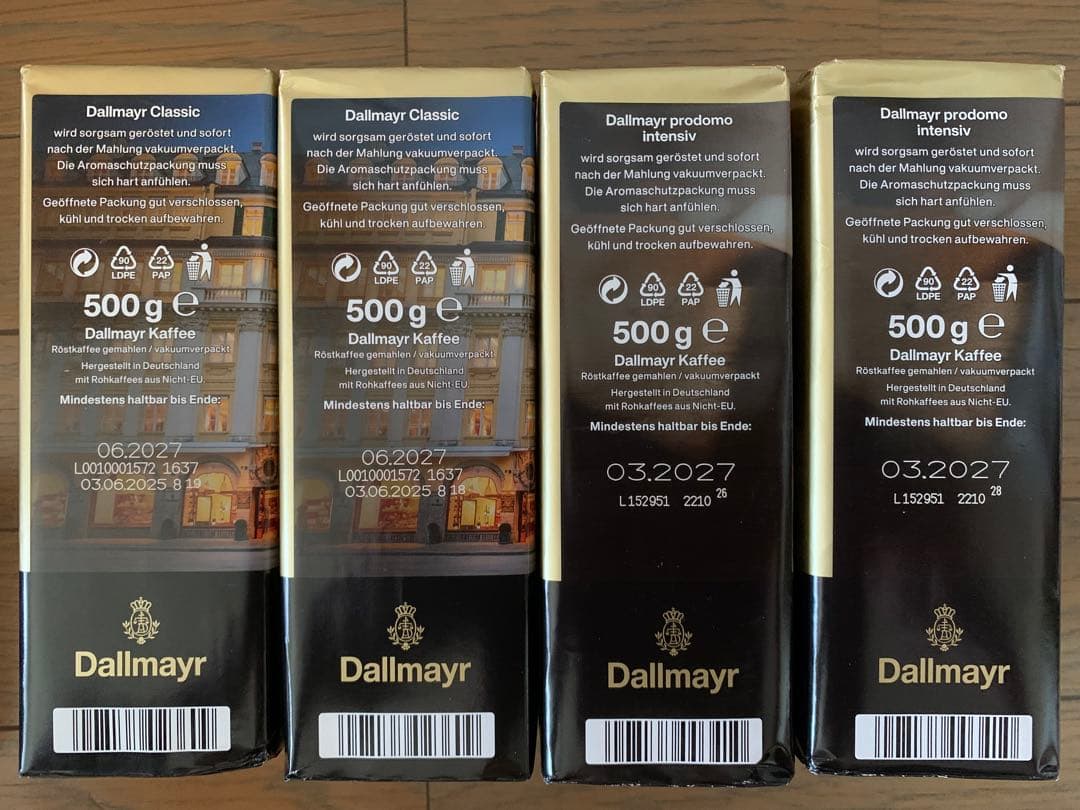 Dallmayr Classic
wird sorgsam geröstet und sofort
nach der Mahlung vakuumverpackt.
Die Aromaschutzpackung muss
sich hart anfühlen.
Geöffnete Packung gut verschlossen,
kühl und trocken aufbewahren.
90
LDPE
22
PAP
500 g ℮
Dallmayr Kaffee
Röstkaffee gemahlen / vakuumverpackt
Hergestellt in Deutschland
mit Rohkaffees aus Nicht-EU.
Mindestens haltbar bis Ende:
06.2027
L0010001572 1637
03.06.2025 8 19
Dallmayr
Dallmayr Classic
wird sorgsam geröstet und sofort
nach der Mahlung vakuumverpackt.
Die Aromaschutzpackung muss
sich hart anfühlen.
Geöffnete Packung gut verschlossen,
kühl und trocken aufbewahren.
90
LDPE
22
PAP
500 g ℮
Dallmayr Kaffee
Röstkaffee gemahlen / vakuumverpackt
Hergestellt in Deutschland
mit Rohkaffees aus Nicht-EU.
Mindestens haltbar bis Ende:
06.2027
L0010001572 1637
03.06.2025 8 18
Dallmayr
Dallmayr prodomo
intensiv
wird sorgsam geröstet und sofort
nach der Mahlung vakuumverpackt.
Die Aromaschutzpackung muss
sich hart anfühlen.
Geöffnete Packung gut verschlossen,
kühl und trocken aufbewahren.
90
LDPE
22
PAP
500 g ℮
Dallmayr Kaffee
Röstkaffee gemahlen / vakuumverpackt
Hergestellt in Deutschland
mit Rohkaffees aus Nicht-EU.
Mindestens haltbar bis Ende:
03.2027
L152951 2210 26
Dallmayr
Dallmayr prodomo
intensiv
wird sorgsam geröstet und sofort
nach der Mahlung vakuumverpackt.
Die Aromaschutzpackung muss
sich hart anfühlen.
Geöffnete Packung gut verschlossen,
kühl und trocken aufbewahren.
90
LDPE
22
PAP
500 g ℮
Dallmayr Kaffee
Röstkaffee gemahlen / vakuumverpackt
Hergestellt in Deutschland
mit Rohkaffees aus Nicht-EU.
Mindestens haltbar bis Ende:
03.2027
L152951 2210 28
Dallmayr